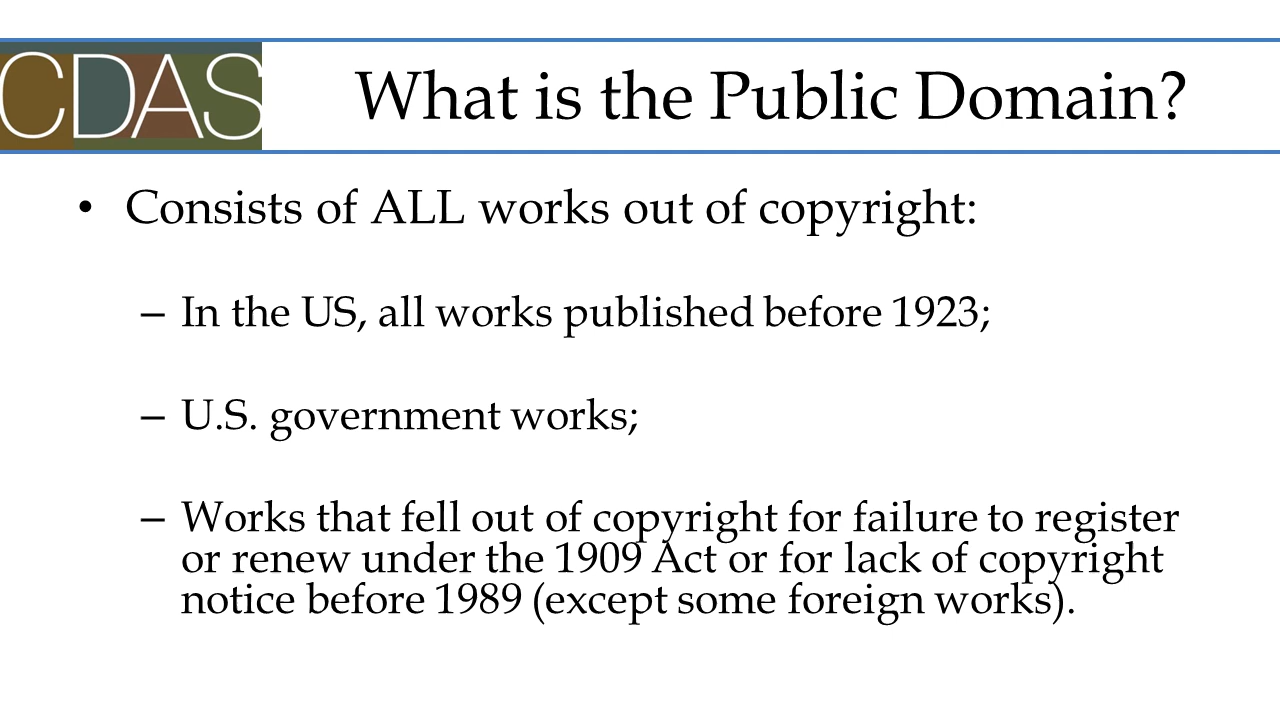 CDAS
What is the Public Domain?
• Consists of ALL works out of copyright:
– In the US, all works published before 1923;
– U.S. government works;
– Works that fell out of copyright for failure to register
or renew under the 1909 Act or for lack of copyright
notice before 1989 (except some foreign works).